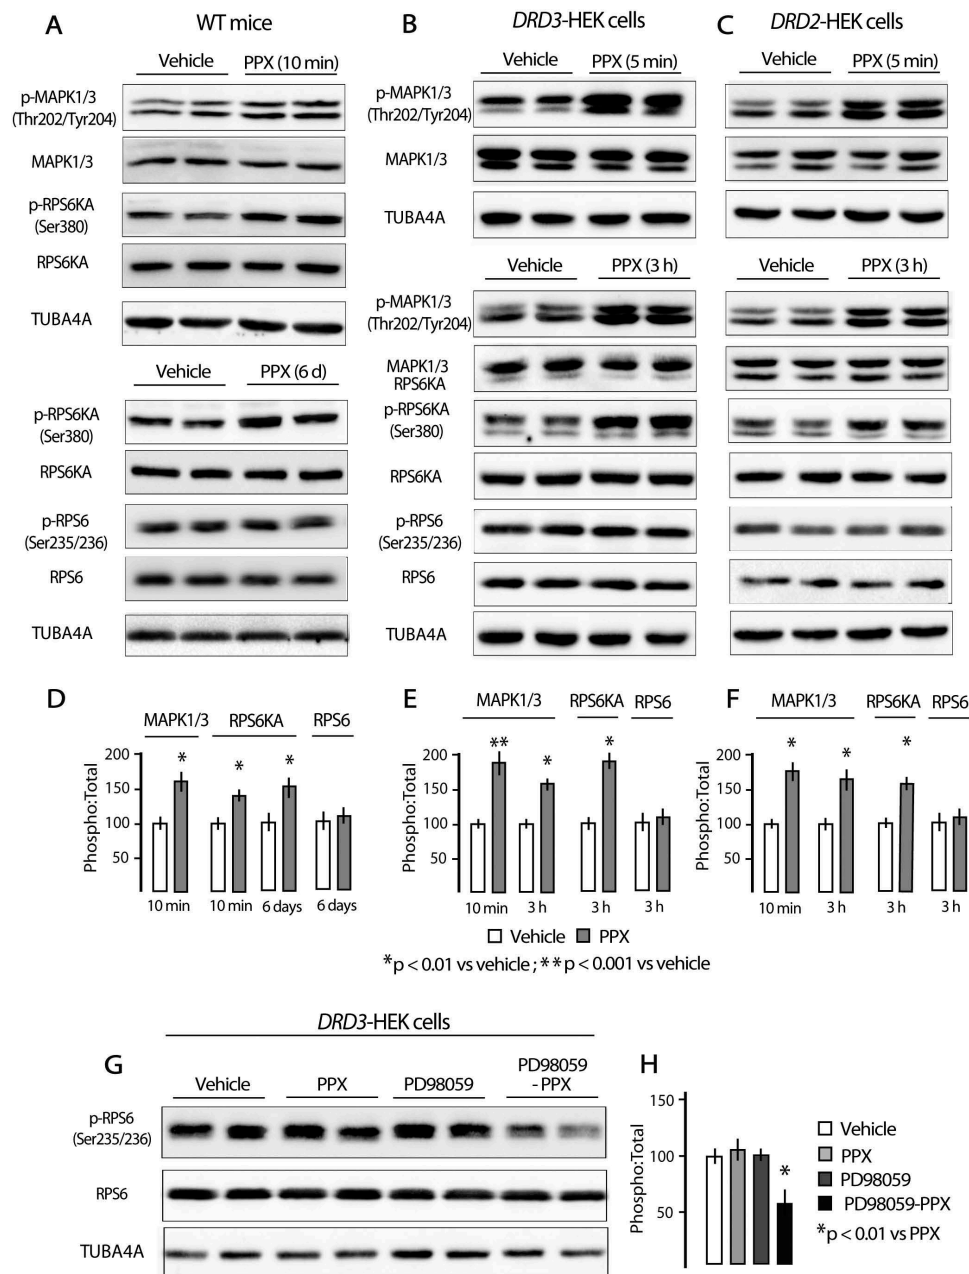 A
WT mice
Vehicle
PPX (10 min)
p-MAPK1/3
(Thr202/Tyr204)
MAPK1/3
p-RPS6KA
(Ser380)
RPS6KA
TUBA4A
Vehicle
PPX (6 d)
p-RPS6KA
(Ser380)
RPS6KA
p-RPS6
(Ser235/236)
RPS6
TUBA4A
B
DRD3-HEK cells
Vehicle
PPX (5 min)
p-MAPK1/3
(Thr202/Tyr204)
MAPK1/3
TUBA4A
Vehicle
PPX (3 h)
p-MAPK1/3
(Thr202/Tyr204)
MAPK1/3
RPS6KA
p-RPS6KA
(Ser380)
RPS6KA
p-RPS6
(Ser235/236)
RPS6
TUBA4A
C
DRD2-HEK cells
Vehicle
PPX (5 min)
Vehicle
PPX (3 h)
D
MAPK1/3 RPS6KA RPS6
Phospho:Total
200
150
100
50
* * *
10 min 10 min 6 days 6 days
E
MAPK1/3 RPS6KA RPS6
Phospho:Total
200
150
100
50
** * *
10 min 3 h 3 h 3 h
F
MAPK1/3 RPS6KA RPS6
Phospho:Total
200
150
100
50
* * *
10 min 3 h 3 h 3 h
Vehicle PPX
*p < 0.01 vs vehicle ; **p < 0.001 vs vehicle
DRD3-HEK cells
G
Vehicle PPX PD98059 PD98059
- PPX
p-RPS6
(Ser235/236)
RPS6
TUBA4A
H
Phospho:Total
150
100
50
*
Vehicle
PPX
PD98059
PD98059-PPX
*p < 0.01 vs PPX